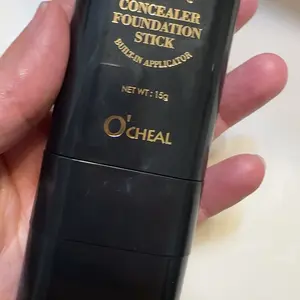 CONCEALER
FOUNDATION
STICK
BUILT-IN APPLICATOR
NET WT : 15g
O'CHEAL